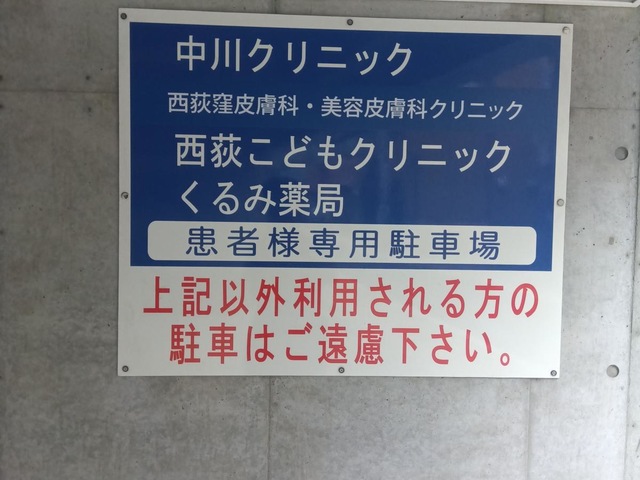 中川クリニック
西荻窪皮膚科・美容皮膚科クリニック
西荻こどもクリニック
くるみ薬局
患者様専用駐車場
上記以外利用される方の
駐車はご遠慮下さい。